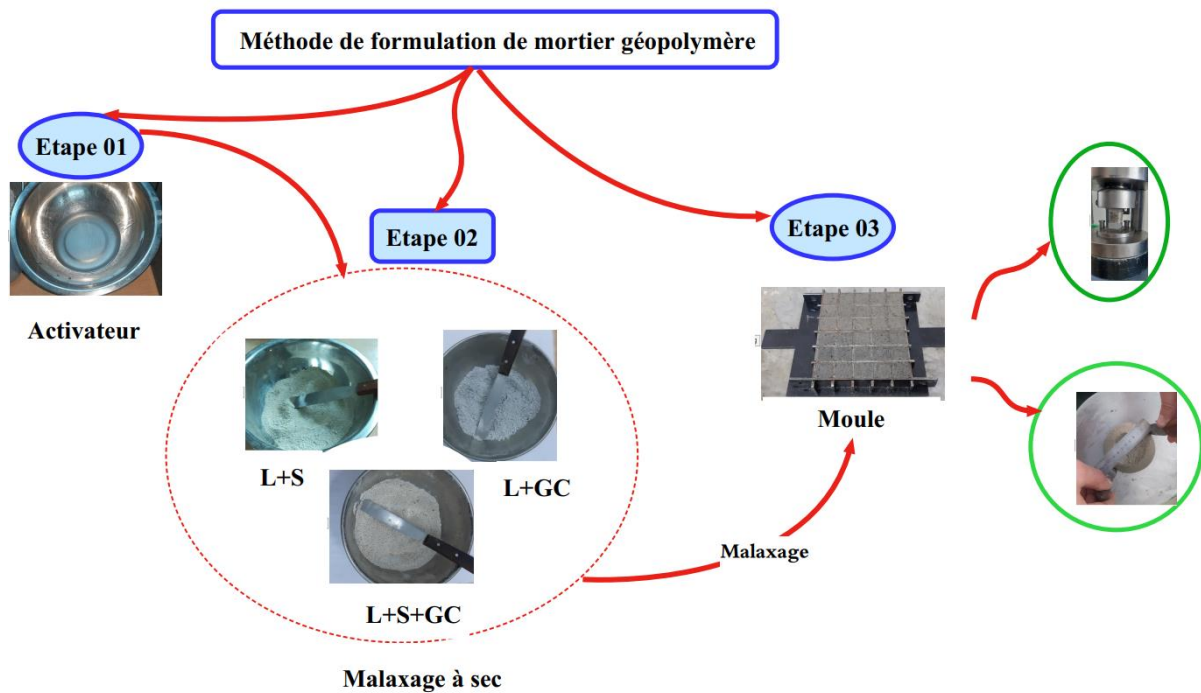 Méthode de formulation de mortier géopolymère
Etape 01
Etape 02
Etape 03
Activateur
L+S
L+GC
L+S+GC
Malaxage à sec
Malaxage
Moule